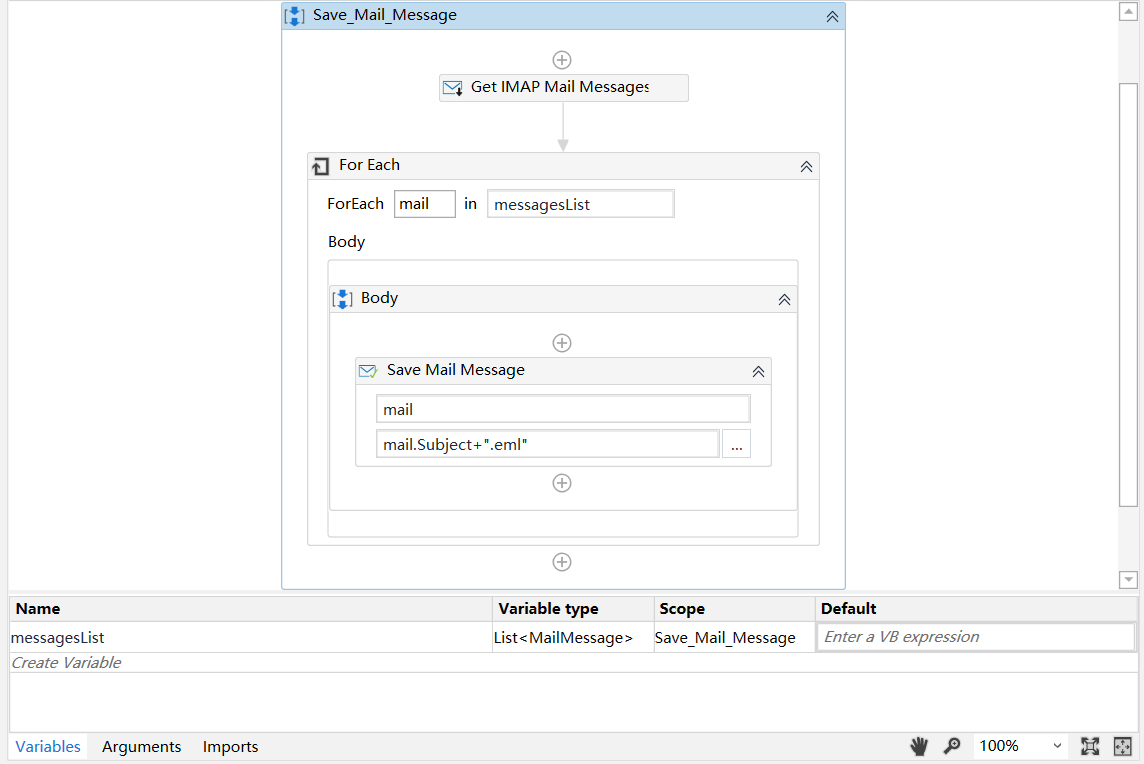 Save_Mail_Message
Get IMAP Mail Messages
For Each
ForEach mail in messagesList
Body
Body
Save Mail Message
mail
mail.Subject+".eml"
...
Name Variable type Scope Default
messagesList List<MailMessage> Save_Mail_Message Enter a VB expression
Create Variable
Variables Arguments Imports 100%